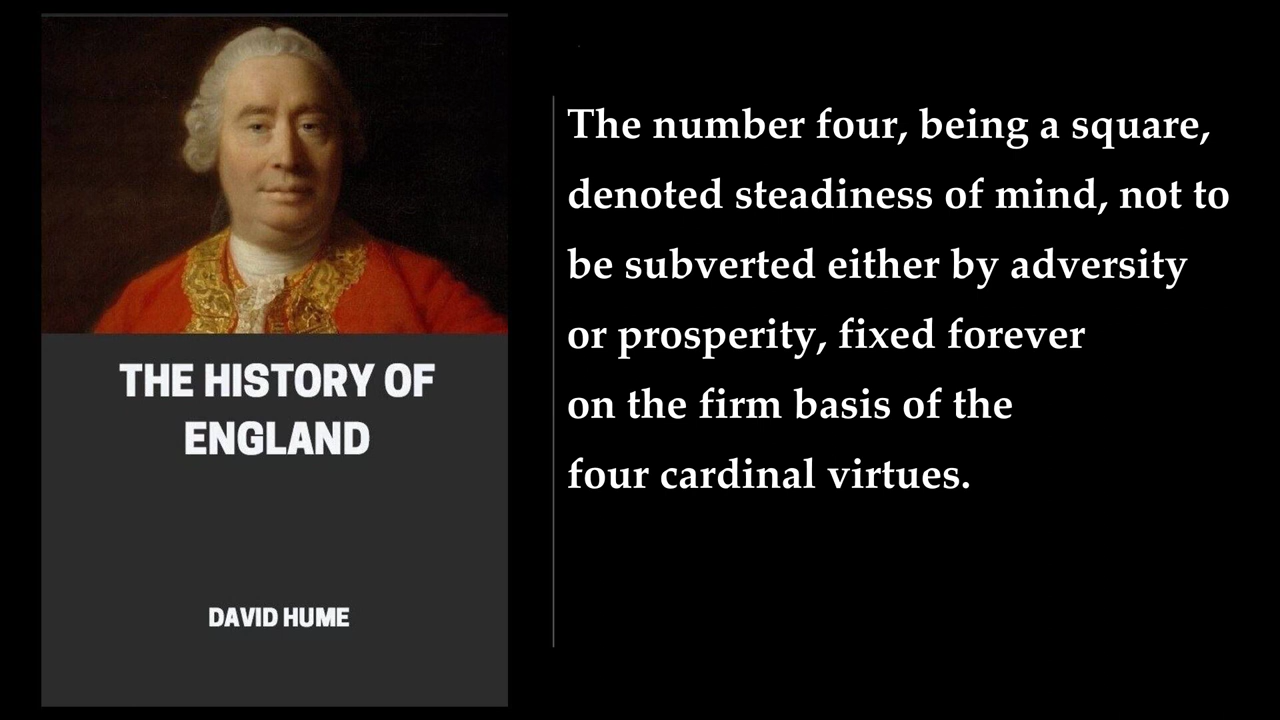 THE HISTORY OF
ENGLAND
DAVID HUME
The number four, being a square,
denoted steadiness of mind, not to
be subverted either by adversity
or prosperity, fixed forever
on the firm basis of the
four cardinal virtues.